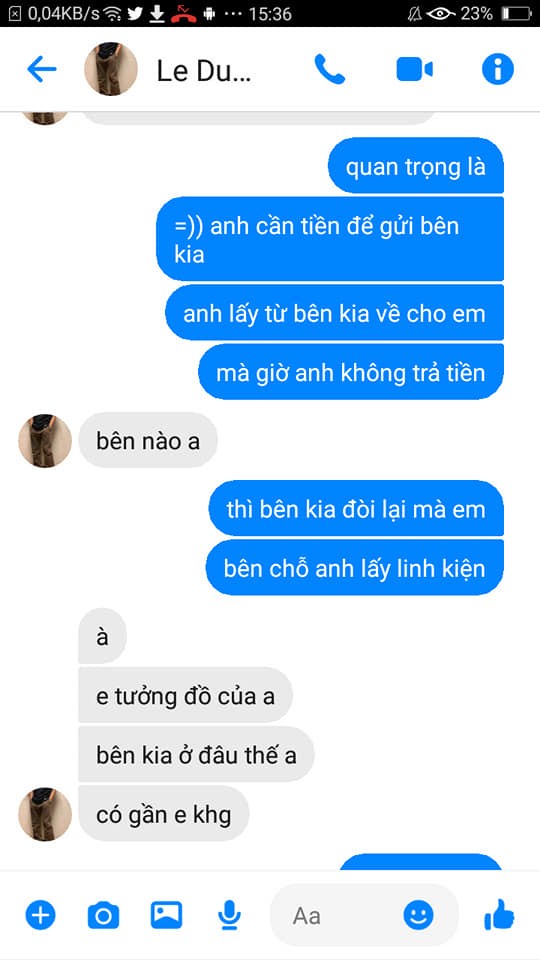 0,04KB/s ... 15:36 23%
Le Du...
quan trọng là
=)) anh cần tiền để gửi bên
kia
anh lấy từ bên kia về cho em
mà giờ anh không trả tiền
bên nào a
thì bên kia đòi lại mà em
bên chỗ anh lấy linh kiện
à
e tưởng đồ của a
bên kia ở đâu thế a
có gần e khg
Aa